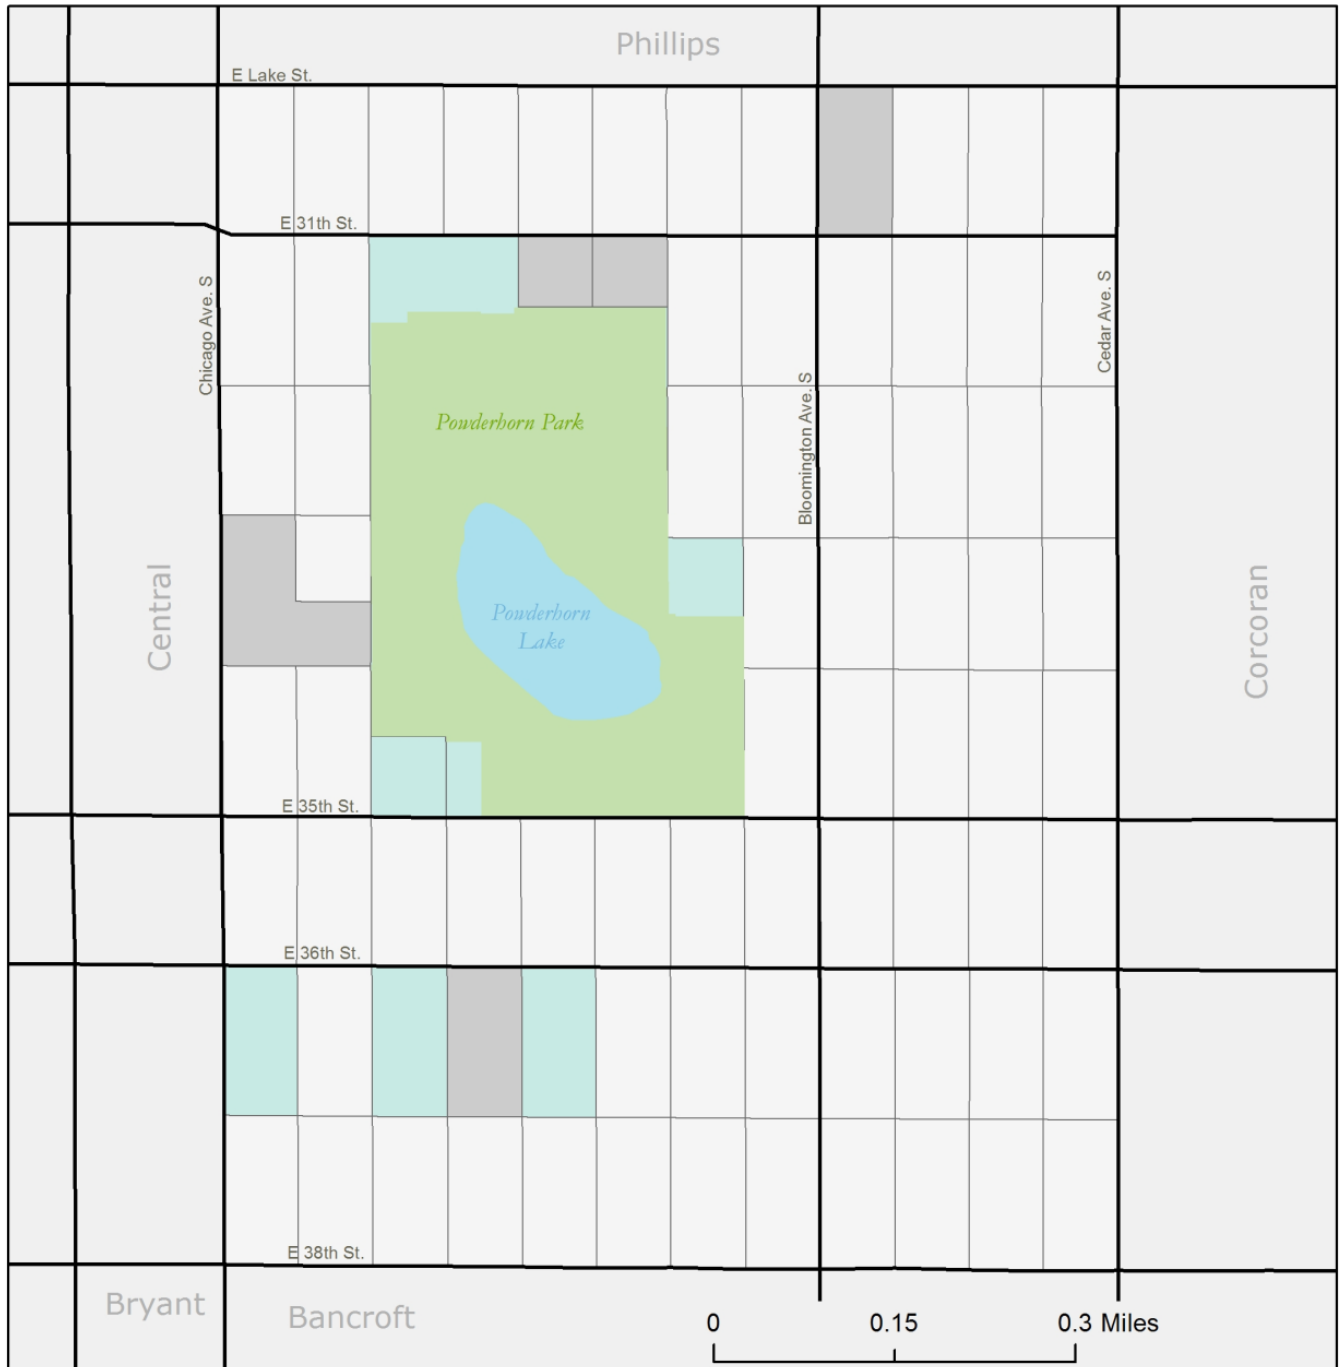 Phillips
E Lake St.
E 31th St.
Chicago Ave. S
Cedar Ave. S
Bloomington Ave. S
Powderhorn Park
Powderhorn
Lake
Central
Corcoran
E 35th St.
E 36th St.
E 38th St.
Bryant
Bancroft
0 0.15 0.3 Miles